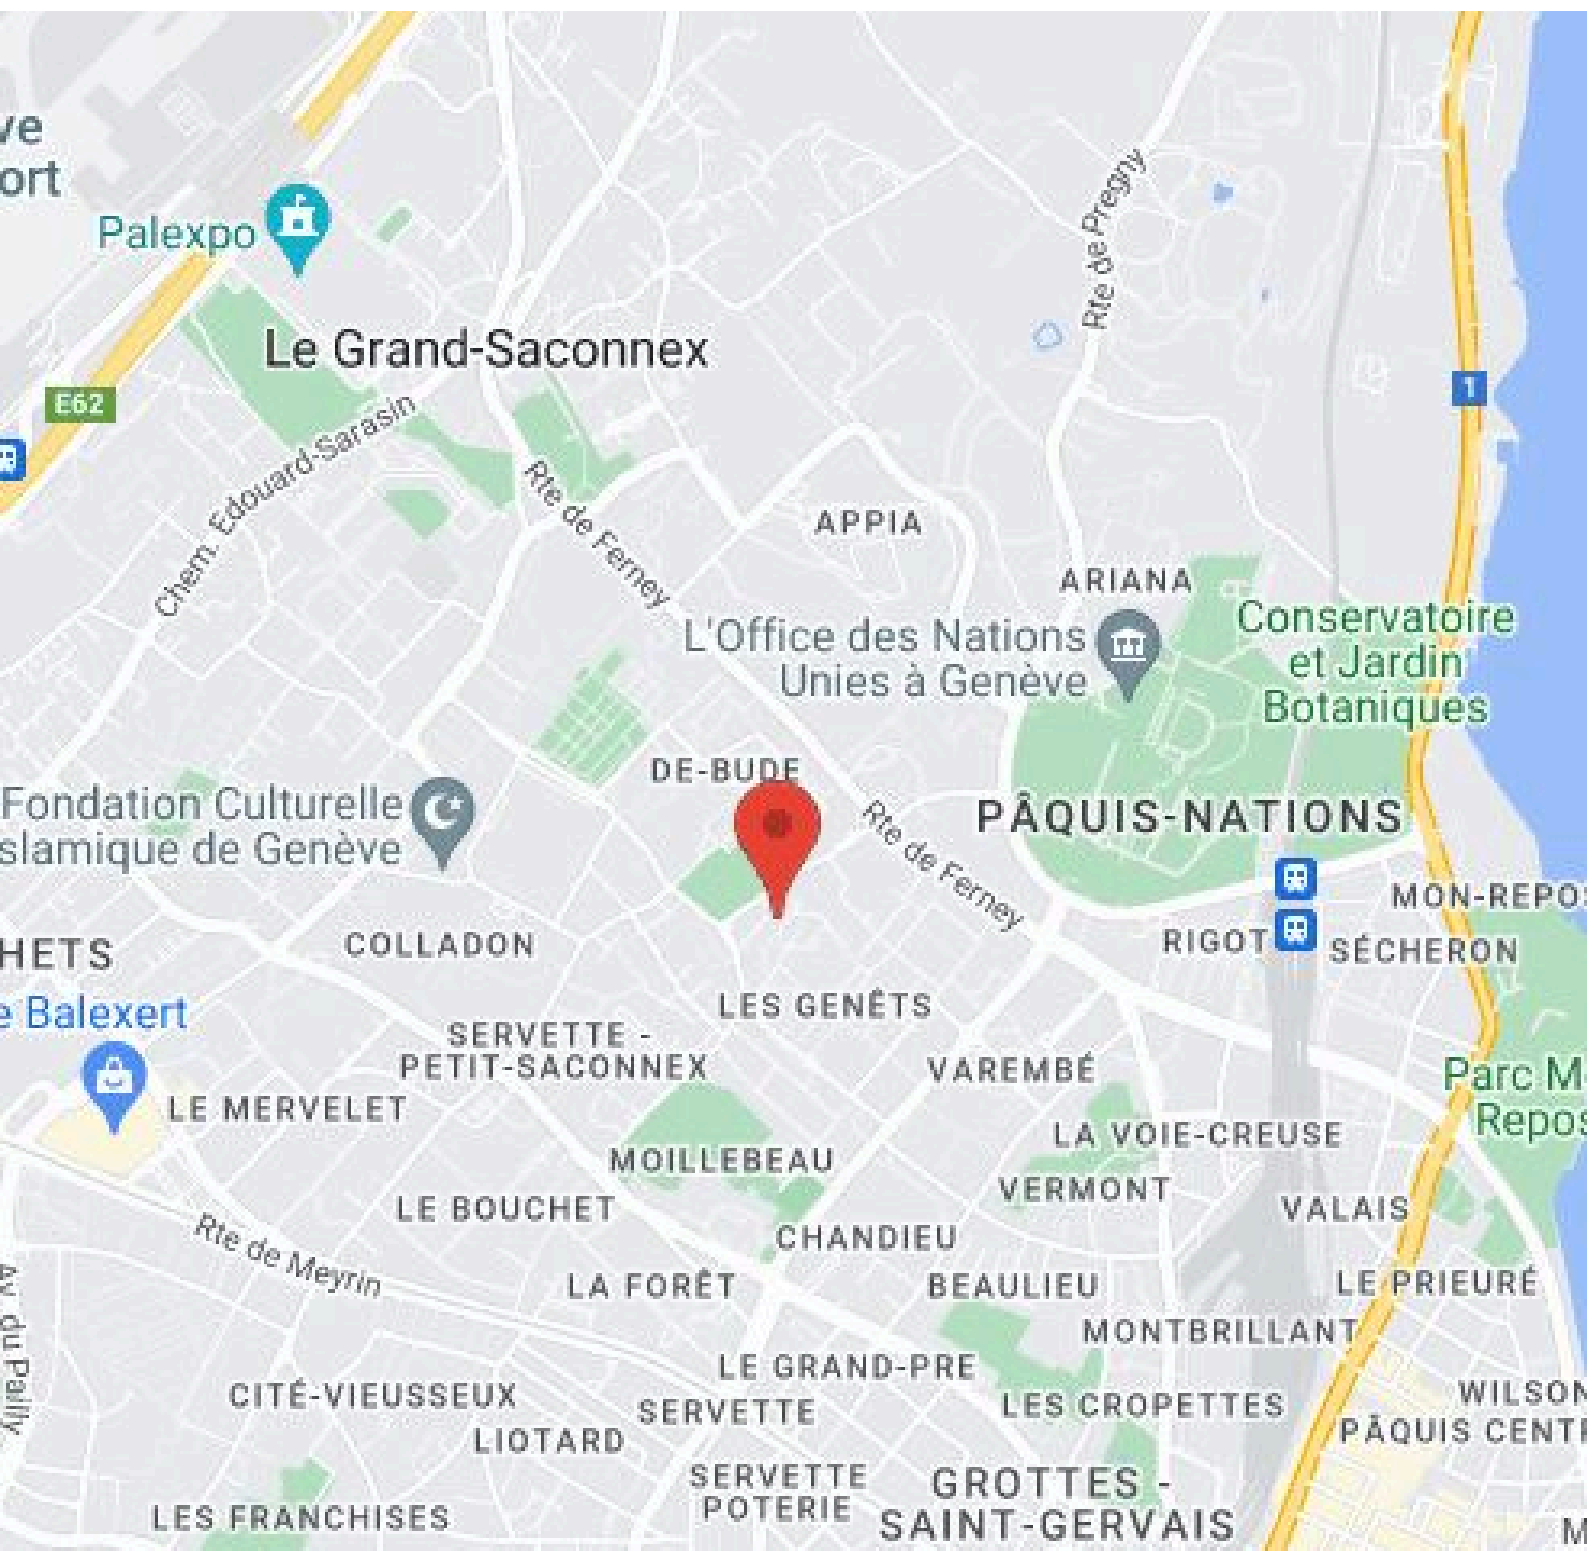 ve
ort
Palexpo
Rte de Pregny
Le Grand-Saconnex
E62
1
Chem. Edouard-Sarasin
Rte de Ferney
APPIA
ARIANA
L'Office des Nations
Unies à Genève
Conservatoire
et Jardin
Botaniques
DE-BUDE
Fondation Culturelle
slamique de Genève
PÂQUIS-NATIONS
Rte de Ferney
MON-REPO
HETS
COLLADON
RIGOT
SÉCHERON
e Balexert
LES GENÊTS
SERVETTE -
PETIT-SACONNEX
VAREMBÉ
Parc M
Repos
LE MERVELET
LA VOIE-CREUSE
MOILLEBEAU
VERMONT
VALAIS
LE BOUCHET
Rte de Meyrin
CHANDIEU
LA FORÊT
BEAULIEU
LE PRIEURÉ
Av. du Pailly
MONTBRILLANT
LE GRAND-PRE
CITÉ-VIEUSSEUX
SERVETTE
LES CROPETTES
WILSON
PÂQUIS CENT
LIOTARD
SERVETTE
POTERIE
GROTTES -
SAINT-GERVAIS
LES FRANCHISES
M